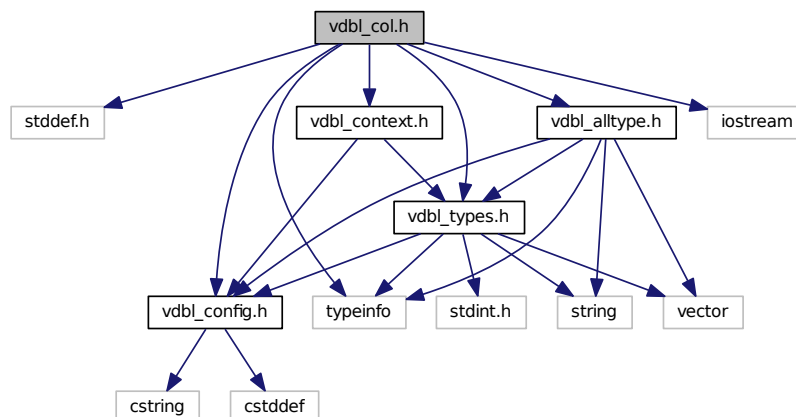 vdbl_col.h
stddef.h
vdbl_context.h
vdbl_alltype.h
iostream
vdbl_types.h
vdbl_config.h
typeinfo
stdint.h
string
vector
cstring
cstddef